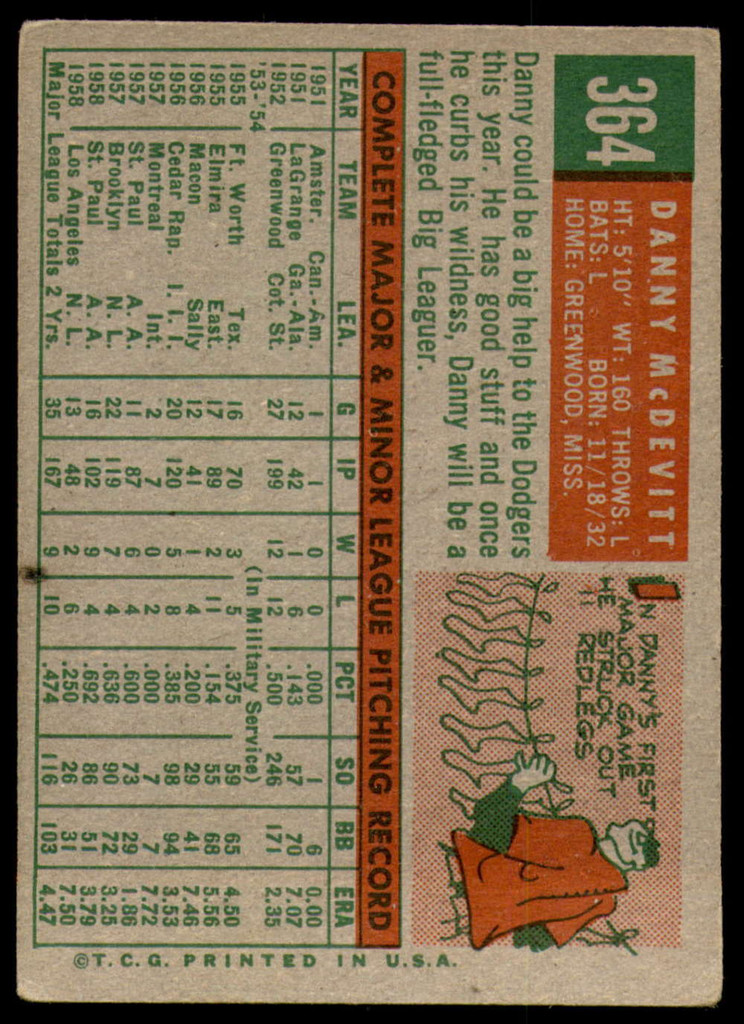 364
DANNY McDEVITT
HT: 5'10" WT: 160 THROWS: L
BATS: L BORN: 11/18/32
HOME: GREENWOOD, MISS.
Danny could be a big help to the Dodgers
this year. He has good stuff and once
he curbs his wildness, Danny will be a
full-fledged Big Leaguer.
IN DANNY'S FIRST
MAJOR GAME
HE STRUCK OUT
11 REDLEGS
COMPLETE MAJOR & MINOR LEAGUE PITCHING RECORD
YEAR TEAM LEA. G IP W L PCT SO BB ERA
1951 Amster. Can.-Am. 1 1 0 0 .000 1 6 0.00
1951 LaGrange Ga.-Ala. 12 42 1 6 .143 57 70 7.07
1952 Greenwood Cot. St. 27 199 12 12 .500 246 171 2.35
'53-'54 (In Military Service)
1955 Ft. Worth Tex. 16 70 3 5 .375 59 65 4.50
1955 Elmira East. 17 89 2 11 .154 55 68 5.56
1956 Macon Sally 12 41 1 4 .200 29 41 7.46
1956 Cedar Rap. I. I. I. 20 120 5 8 .385 98 94 3.53
1957 Montreal Int. 2 7 0 2 .000 7 7 7.72
1957 St. Paul A. A. 11 87 6 4 .600 73 29 1.86
1957 Brooklyn N. L. 22 119 7 4 .636 90 72 3.25
1958 St. Paul A. A. 16 102 9 4 .692 86 51 3.79
1958 Los Angeles N. L. 13 48 2 6 .250 26 31 7.50
Major League Totals 2 Yrs. 35 167 9 10 .474 116 103 4.47
©T.C.G. PRINTED IN U.S.A.